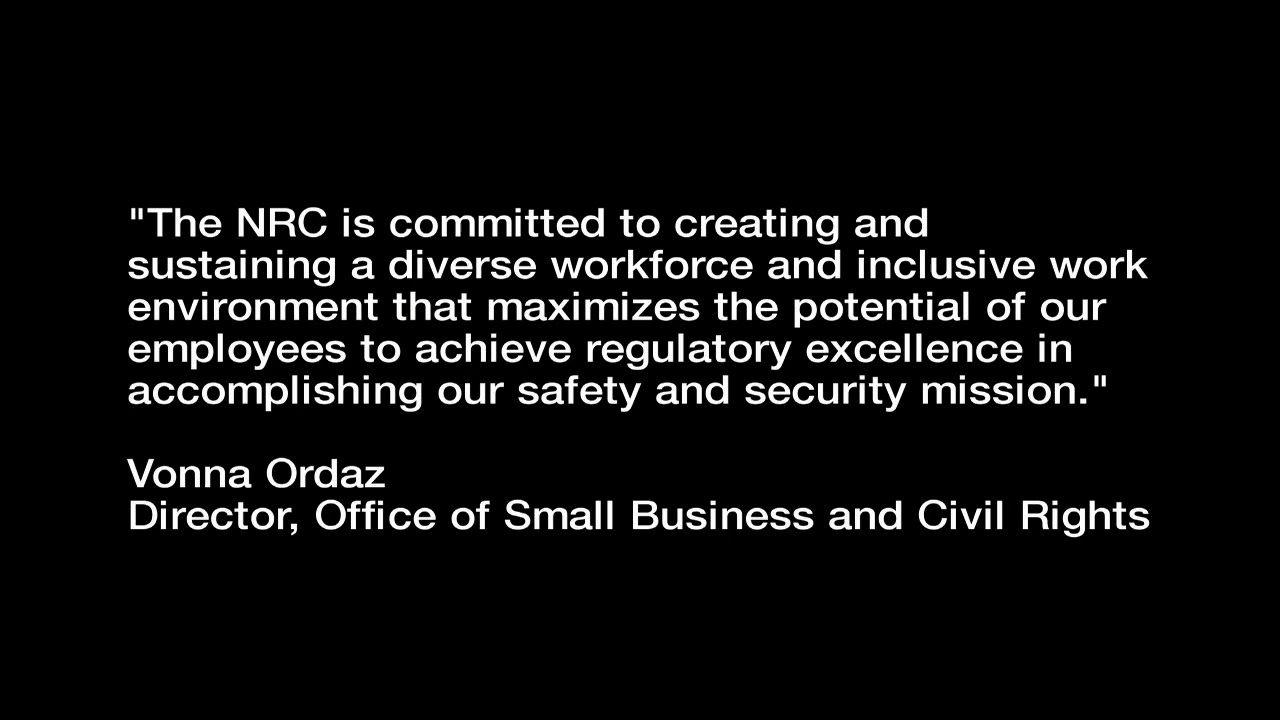 "The NRC is committed to creating and
sustaining a diverse workforce and inclusive work
environment that maximizes the potential of our
employees to achieve regulatory excellence in
accomplishing our safety and security mission."
Vonna Ordaz
Director, Office of Small Business and Civil Rights